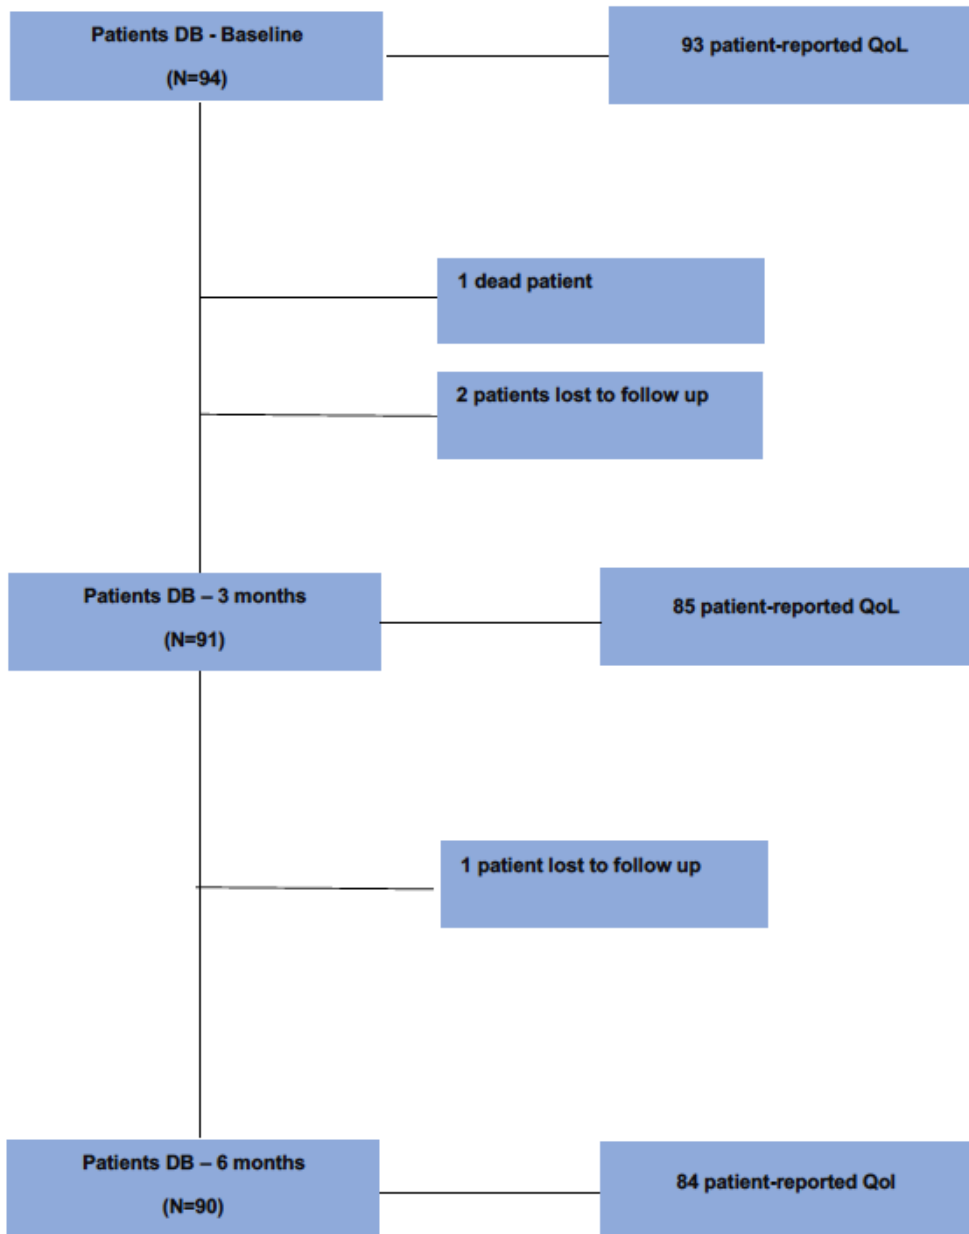 Patients DB - Baseline
(N=94)
93 patient-reported QoL
1 dead patient
2 patients lost to follow up
Patients DB – 3 months
(N=91)
85 patient-reported QoL
1 patient lost to follow up
Patients DB – 6 months
(N=90)
84 patient-reported Qol